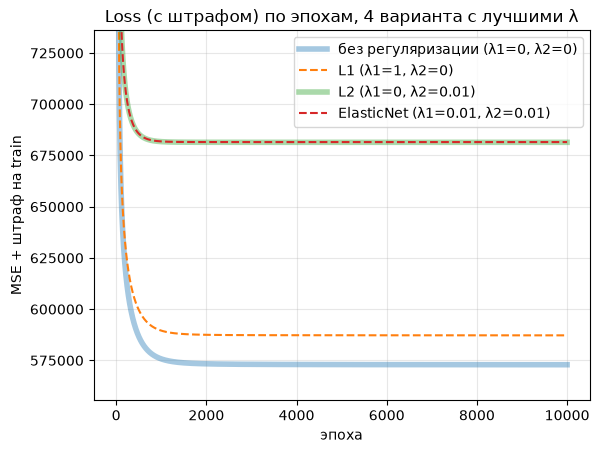 Loss (с штрафом) по эпохам, 4 варианта с лучшими λ
MSE + штраф на train
725000
700000
675000
650000
625000
600000
575000
без регуляризации (λ1=0, λ2=0)
L1 (λ1=1, λ2=0)
L2 (λ1=0, λ2=0.01)
ElasticNet (λ1=0.01, λ2=0.01)
0 2000 4000 6000 8000 10000
эпоха